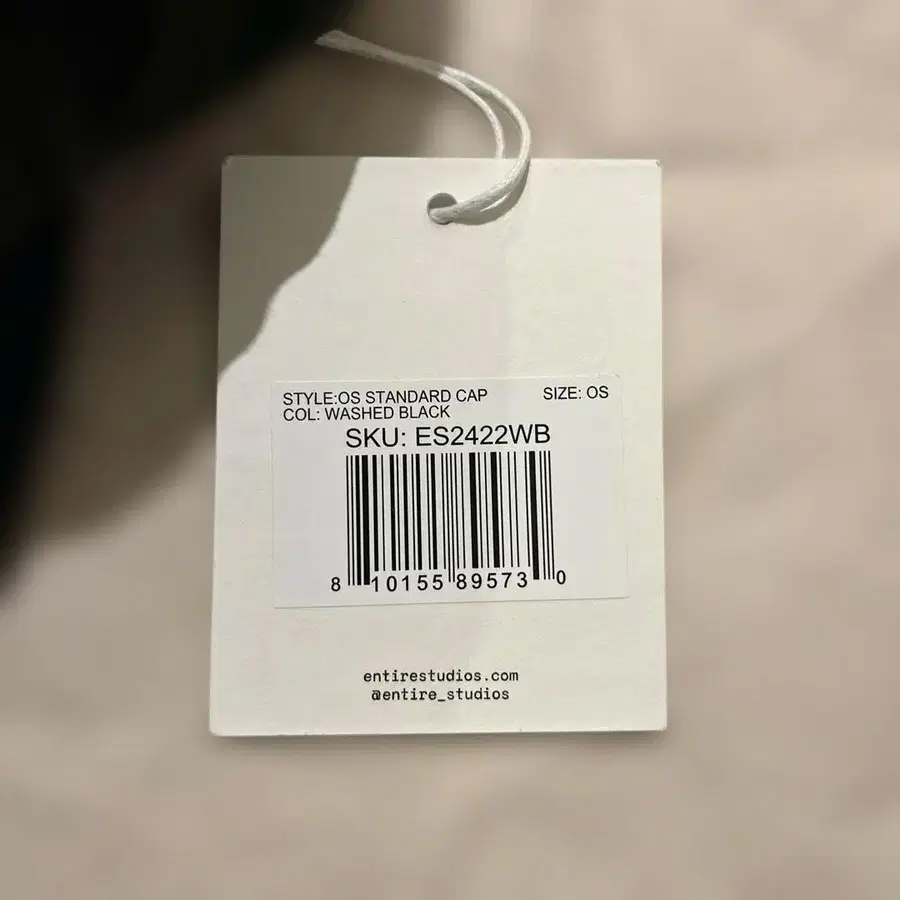 STYLE:OS STANDARD CAP SIZE: OS
COL: WASHED BLACK
SKU: ES2422WB
8 10155 89573 0
entirestudios.com
@entire_studios